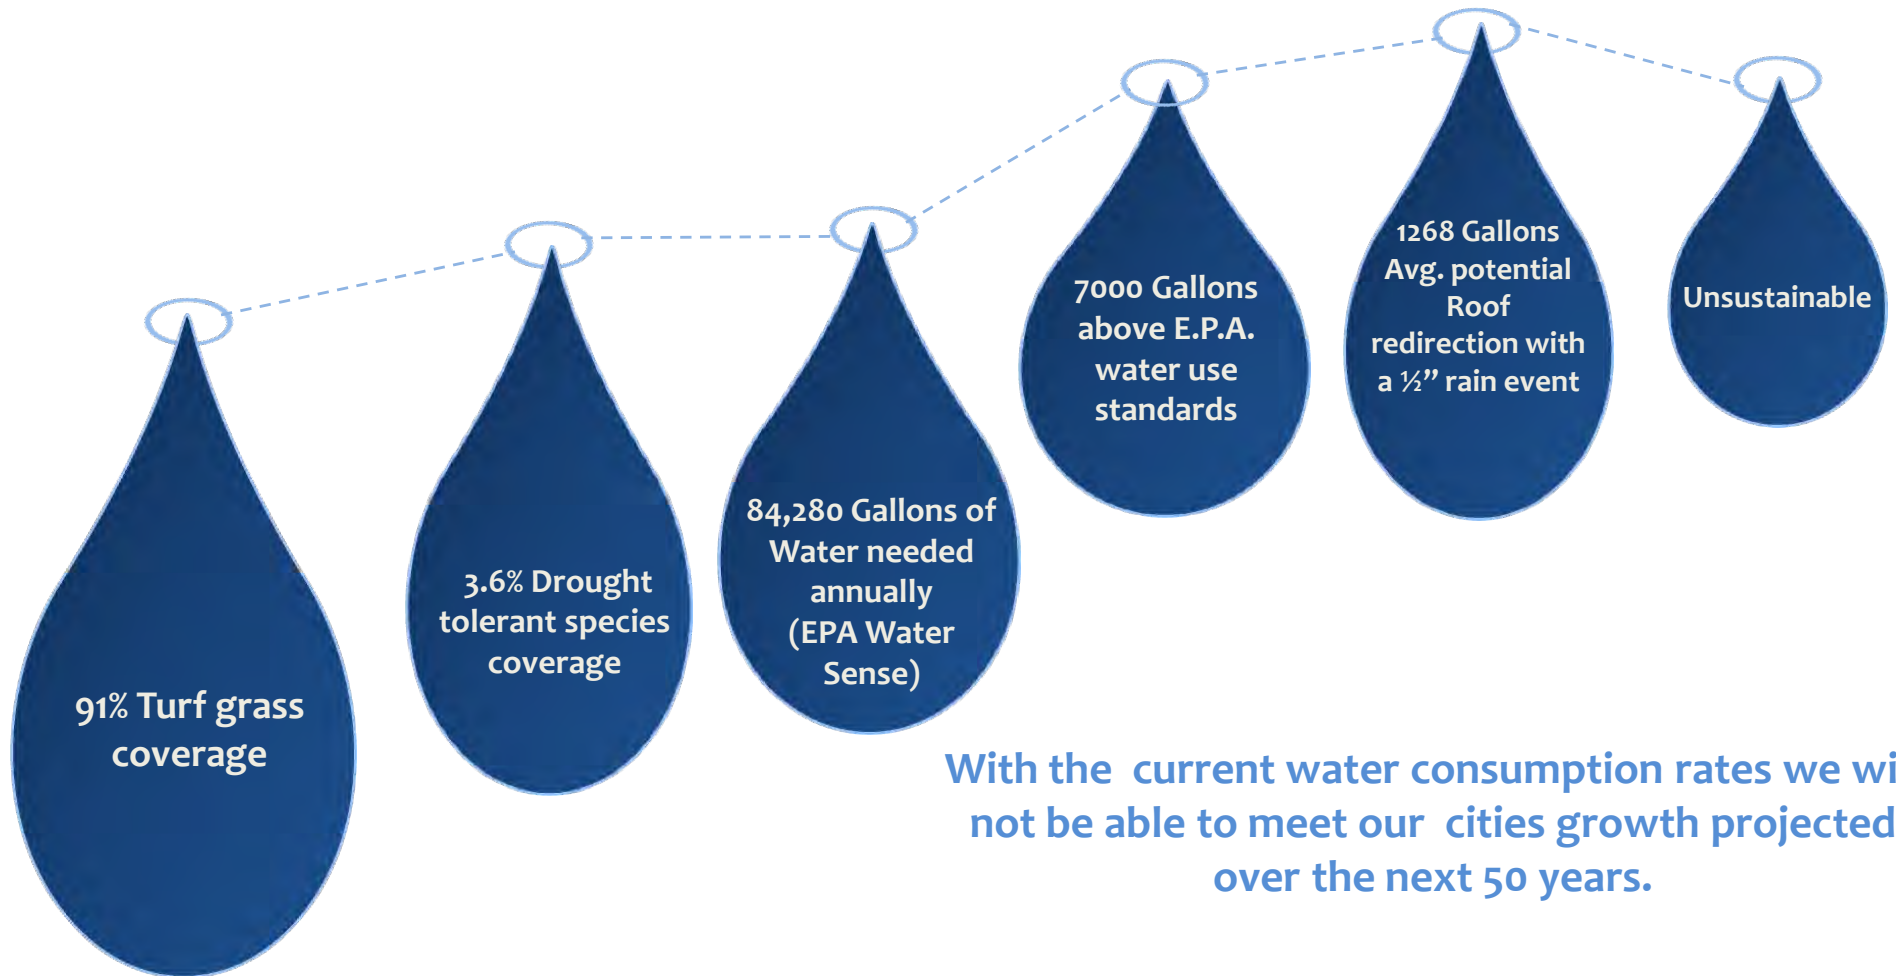 91% Turf grass
coverage
3.6% Drought
tolerant species
coverage
84,280 Gallons of
Water needed
annually
(EPA Water
Sense)
7000 Gallons
above E.P.A.
water use
standards
1268 Gallons
Avg. potential
Roof
redirection with
a ½” rain event
Unsustainable
With the current water consumption rates we wi
not be able to meet our cities growth projected
over the next 50 years.